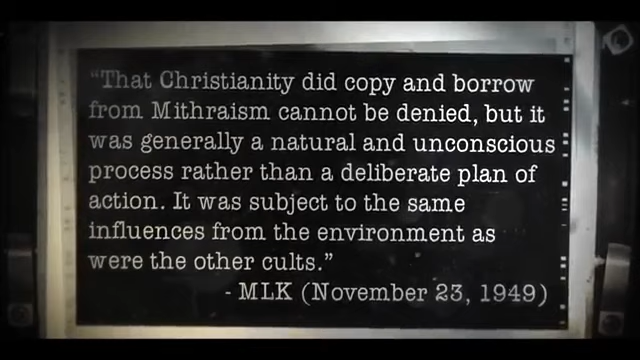 “That Christianity did copy and borrow
from Mithraism cannot be denied, but it
was generally a natural and unconscious
process rather than a deliberate plan of
action. It was subject to the same
influences from the environment as
were the other cults.”
- MLK (November 23, 1949)